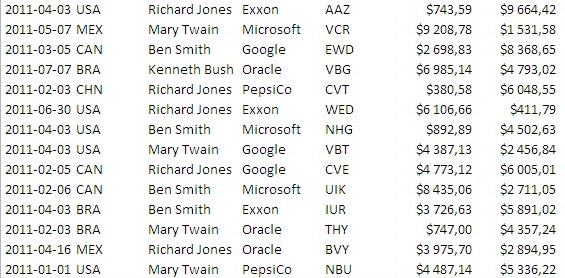 2011-04-03 USA Richard Jones Exxon AAZ $743,59 $9 664,42
2011-05-07 MEX Mary Twain Microsoft VCR $9 208,78 $1 531,58
2011-03-05 CAN Ben Smith Google EWD $2 698,83 $8 368,65
2011-07-07 BRA Kenneth Bush Oracle VBG $6 985,14 $4 793,02
2011-02-03 CHN Richard Jones PepsiCo CVT $380,58 $6 048,55
2011-06-30 USA Richard Jones Exxon WED $6 106,66 $411,79
2011-04-03 USA Ben Smith Microsoft NHG $892,89 $4 502,63
2011-04-03 USA Mary Twain Google VBT $4 387,13 $2 456,84
2011-02-05 CAN Richard Jones Google CVE $4 773,12 $6 005,01
2011-02-06 CAN Ben Smith Microsoft UIK $8 435,06 $2 711,05
2011-04-03 BRA Ben Smith Exxon IUR $3 726,63 $5 891,02
2011-02-03 BRA Mary Twain Oracle THY $747,00 $4 357,24
2011-04-16 MEX Richard Jones Oracle BVY $3 975,70 $2 894,95
2011-01-01 USA Mary Twain PepsiCo NBU $4 487,14 $5 336,22